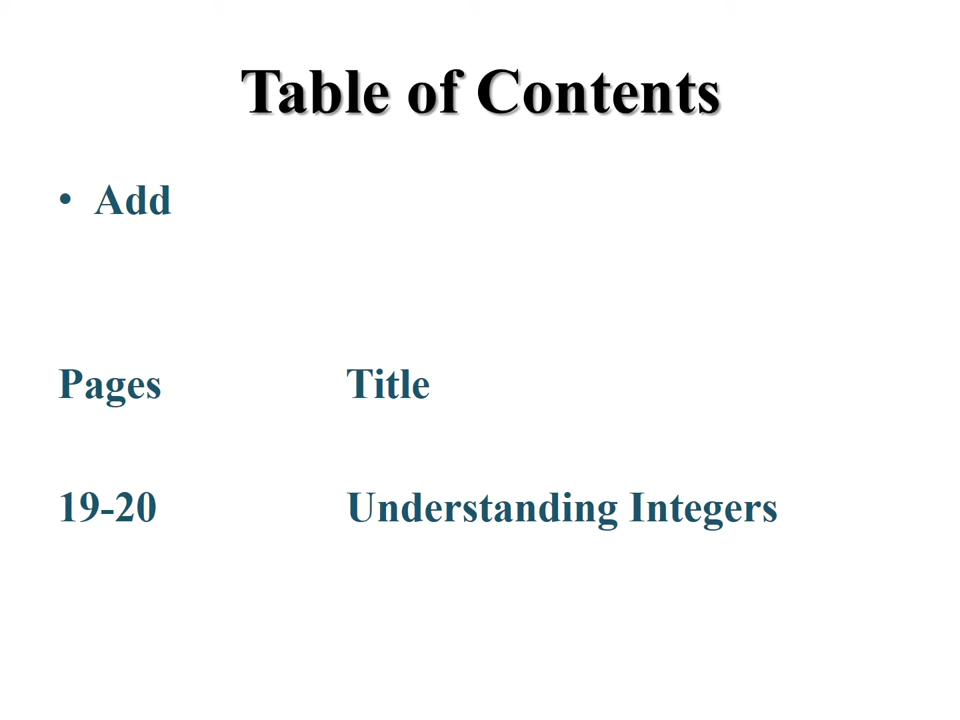 Table of Contents
• Add
Pages Title
19-20 Understanding Integers